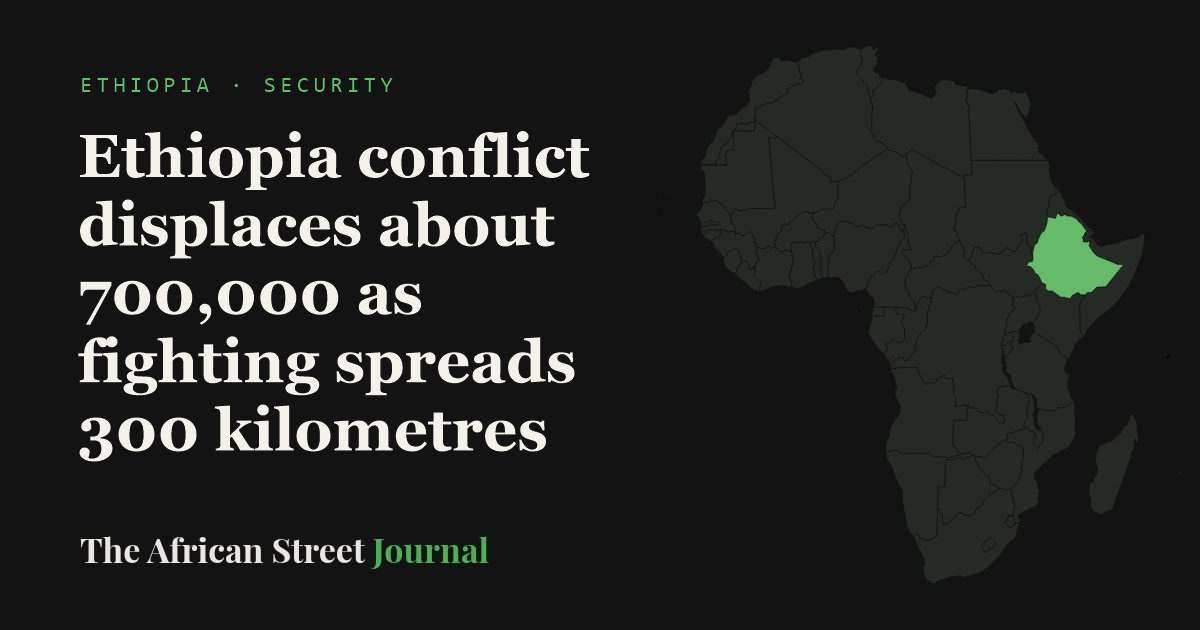 ETHIOPIA · SECURITY
Ethiopia conflict
displaces about
700,000 as
fighting spreads
300 kilometres
The African Street Journal